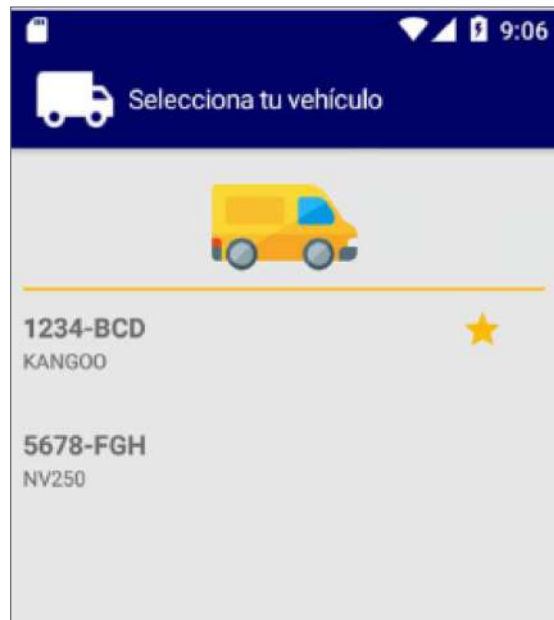 9:06
Selecciona tu vehículo
1234-BCD
KANGOO
5678-FGH
NV250